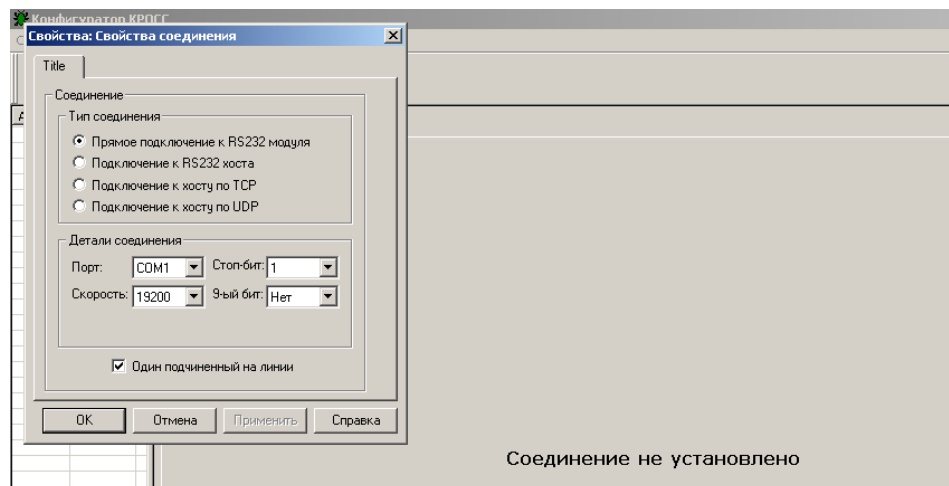 Конфигуратор КРОСС
Свойства: Свойства соединения
Title
Соединение
Тип соединения
Прямое подключение к RS232 модуля
Подключение к RS232 хоста
Подключение к хосту по TCP
Подключение к хосту по UDP
Детали соединения
Порт: COM1 Стоп-бит: 1
Скорость: 19200 9-ый бит: Нет
Один подчиненный на линии
OK Отмена Применить Справка
Соединение не установлено